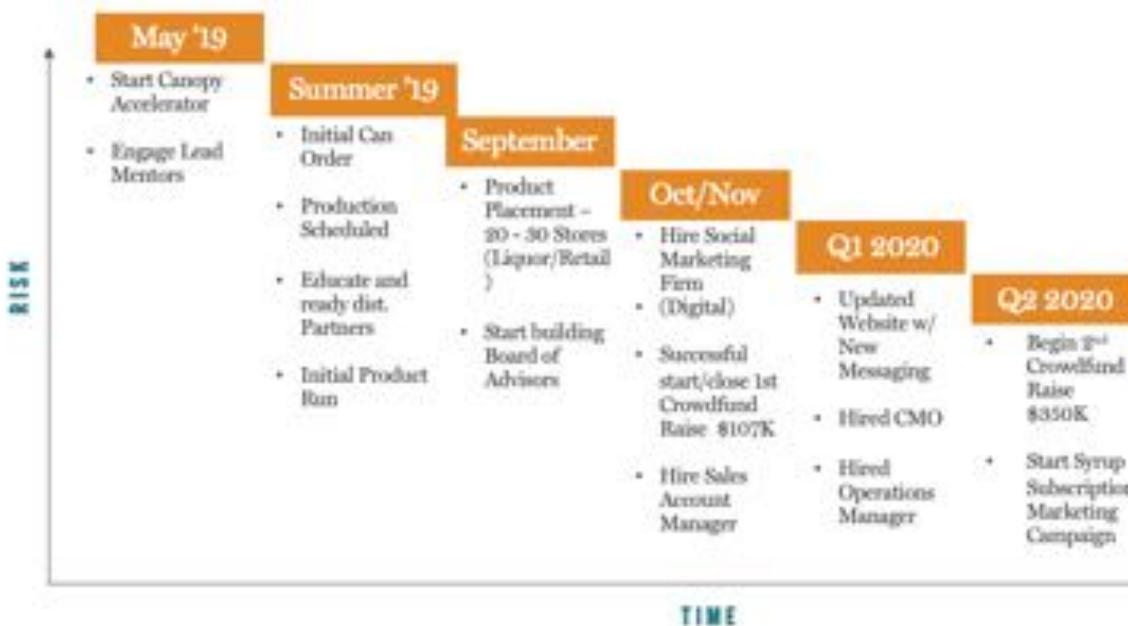 May '19
• Start Canopy
Accelerator
• Engage Lead
Mentors
Summer '19
• Initial Can
Order
• Production
Scheduled
• Educate and
ready dist.
Partners
• Initial Product
Run
September
• Product
Placement –
20 - 30 Stores
(Liquor/Retail
)
• Start building
Board of
Advisors
Oct/Nov
• Hire Social
Marketing
Firm
• (Digital)
• Successful
start/close 1st
Crowdfund
Raise $107K
• Hire Sales
Account
Manager
Q1 2020
• Updated
Website w/
New
Messaging
• Hired CMO
• Hired
Operations
Manager
Q2 2020
• Begin 2nd
Crowdfund
Raise
$350K
• Start Syrup
Subscription
Marketing
Campaign
RISK
TIME